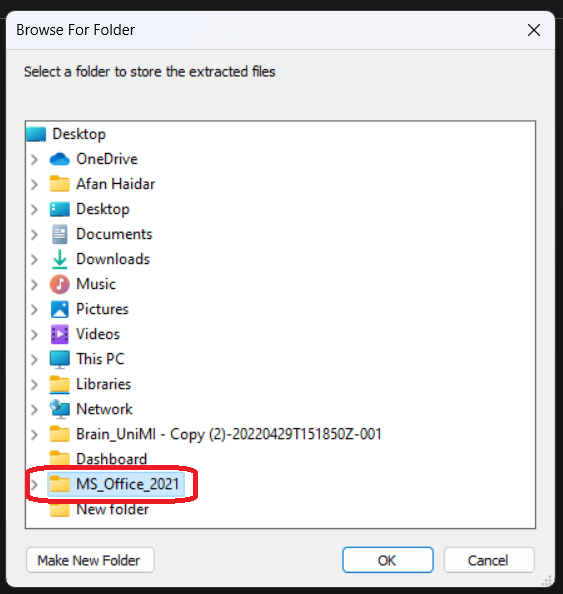 Browse For Folder
Select a folder to store the extracted files
Desktop
OneDrive
Afan Haidar
Desktop
Documents
Downloads
Music
Pictures
Videos
This PC
Libraries
Network
Brain_UniMI - Copy (2)-20220429T151850Z-001
Dashboard
MS_Office_2021
New folder
Make New Folder
OK
Cancel